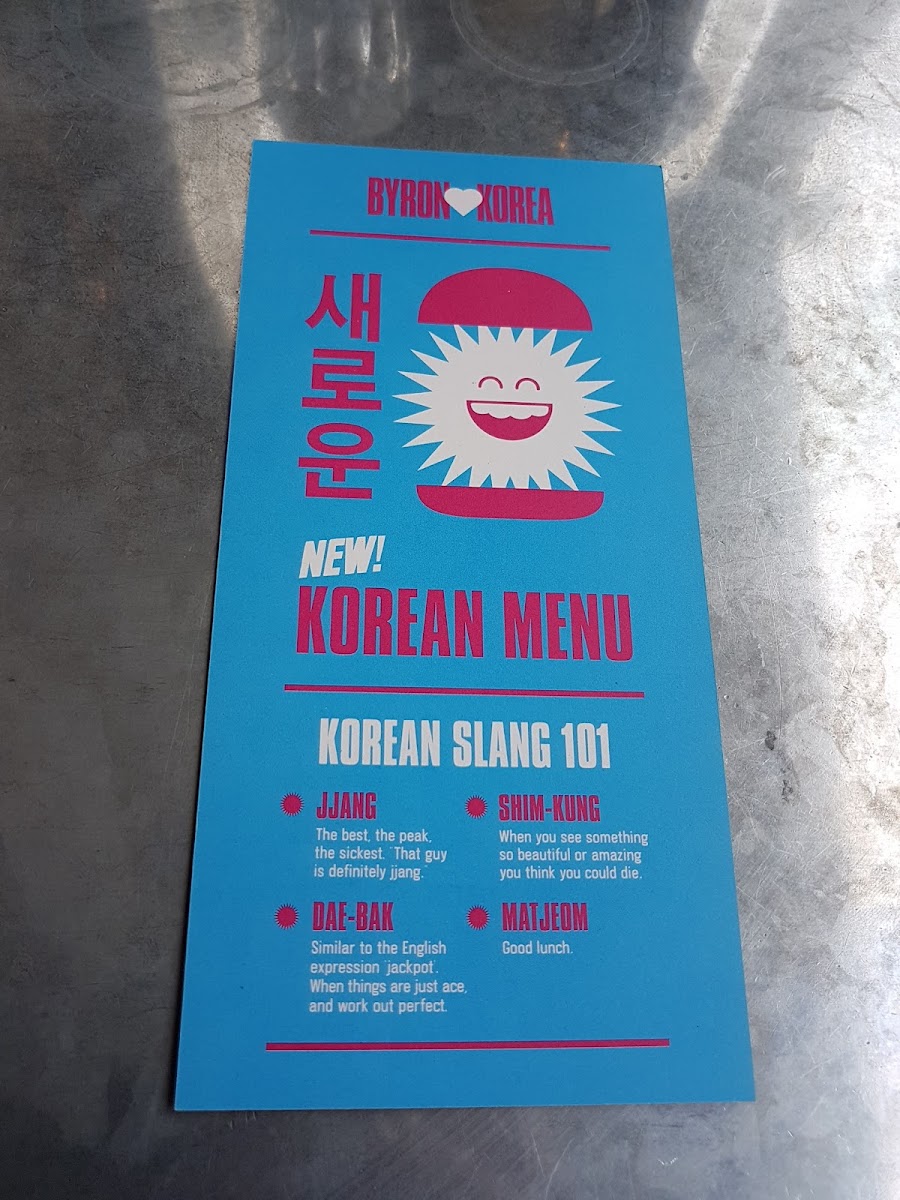 BYRON KOREA
새로운
NEW!
KOREAN MENU
KOREAN SLANG 101
JJANG
The best, the peak,
the sickest. "That guy
is definitely jjang."
SHIM-KUNG
When you see something
so beautiful or amazing
you think you could die.
DAE-BAK
Similar to the English
expression 'jackpot'.
When things are just ace,
and work out perfect.
MATJEOM
Good lunch.